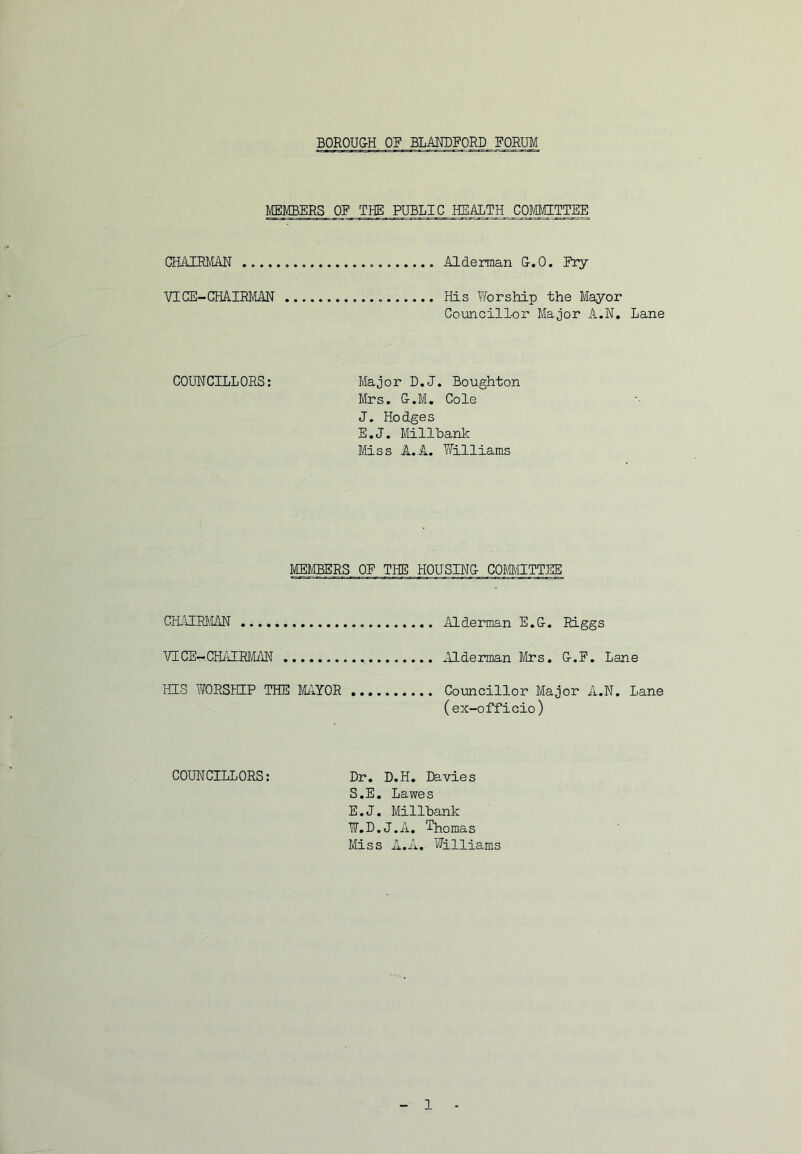 BOROUGH OF BLANDFORD FORUM
MEMBERS OF THE PUBLIC HEALTH COMMITTEE
CHAIRMAN ....................... Alderman G.O. Fry
VICE-CHAIRMAN .................. His Worship the Mayor
Councillor Major A.N. Lane
COUNCILLORS: Major D.J. Boughton
Mrs. G.M. Cole
J. Hodges
E.J. Millbank
Miss A.A. Williams
MEMBERS OF THE HOUSING COMMITTEE
CHAIRMAN ....................... Alderman E.G. Riggs
VICE-CHAIRMAN .................. Alderman Mrs. G.F. Lane
HIS WORSHIP THE MAYOR .......... Councillor Major A.N. Lane
(ex-officio)
COUNCILLORS: Dr. D.H. Davies
S.E. Lawes
E.J. Millbank
W.D.J.A. Thomas
Miss A.A. Williams
- 1 -